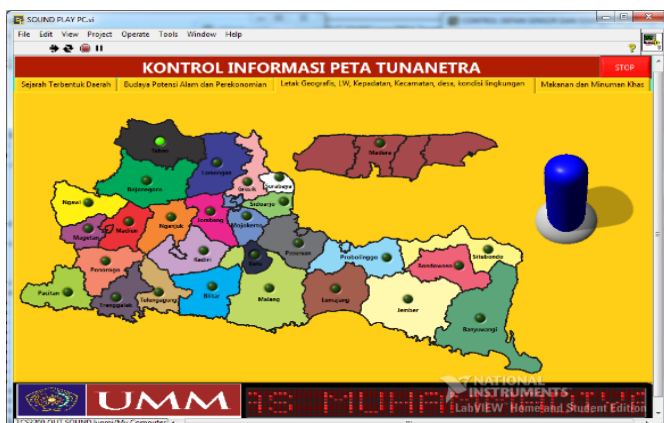 SOUND PLAY PC.vi
File Edit View Project Operate Tools Window Help
KONTROL INFORMASI PETA TUNANETRA
STOP
Sejarah Terbentuk Daerah
Budaya Potensi Alam dan Perekonomian
Letak Geografis, LW, Kepadatan, Kecamatan, desa, kondisi lingkungan
Makanan dan Minuman Khas
Tuban
Lamongan
Madura
Bojonegoro
Gresik
Surabaya
Ngawi
Sidoarjo
Madiun
Nganjuk
Jombang
Mojokerto
Magetan
Kediri
Batu
Pasuruan
Probolinggo
Situbondo
Ponorogo
Bondowoso
Pacitan
Trenggalek
Tulungagung
Blitar
Malang
Lumajang
Jember
Banyuwangi
UMM
AS MUHA
NATIONAL
INSTRUMENTS
LabVIEW Home and Student Edition